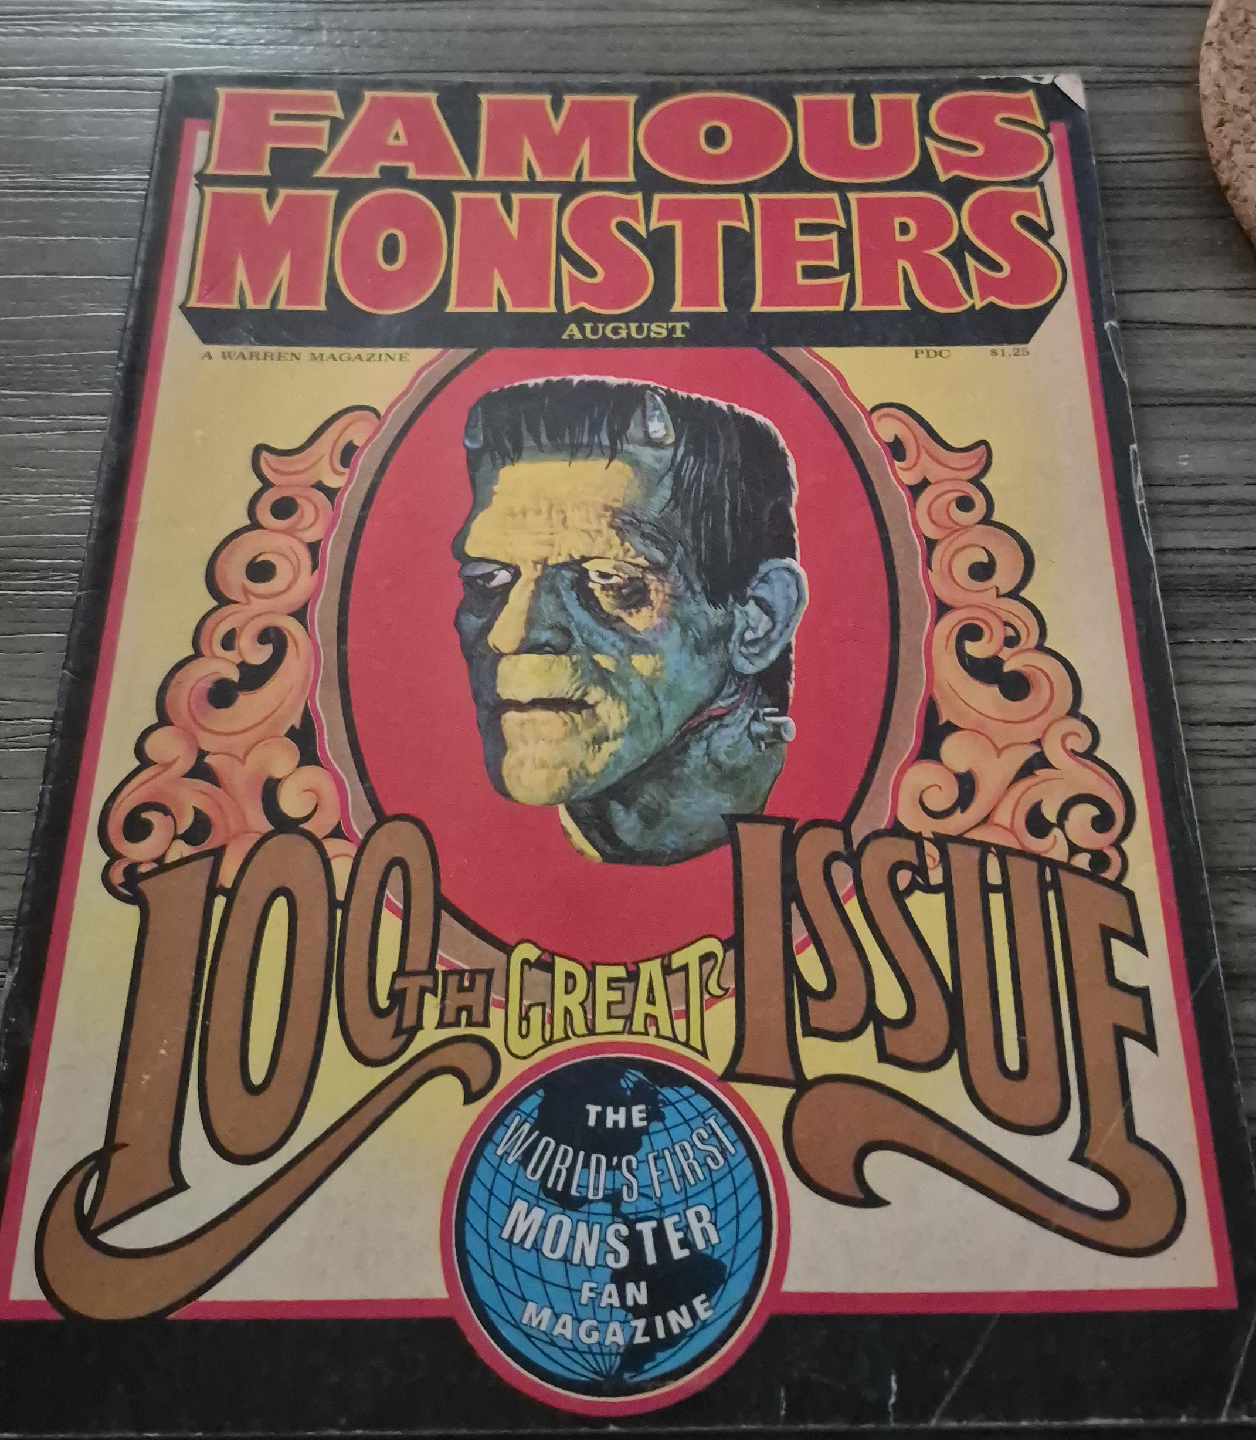 FAMOUS
MONSTERS
AUGUST
A WARREN MAGAZINE PDC $1.25
100TH GREAT ISSUE
THE
WORLD'S FIRST
MONSTER
FAN
MAGAZINE